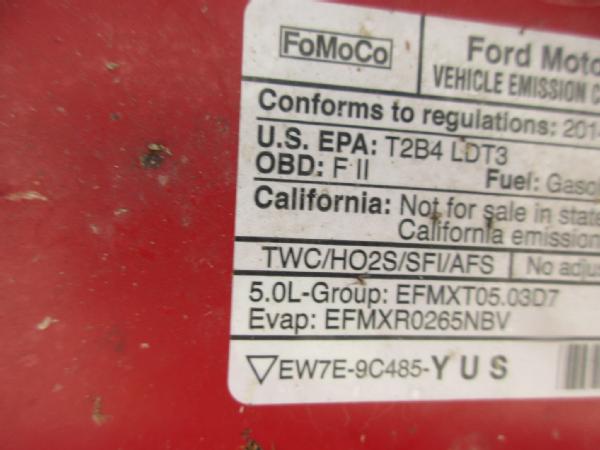 FoMoCo
Ford Moto
VEHICLE EMISSION C
Conforms to regulations: 201
U.S. EPA: T2B4 LDT3
OBD: F II Fuel: Gasol
California: Not for sale in state
California emission
TWC/HO2S/SFI/AFS No adju
5.0L-Group: EFMXT05.03D7
Evap: EFMXR0265NBV
▽EW7E-9C485-Y U S